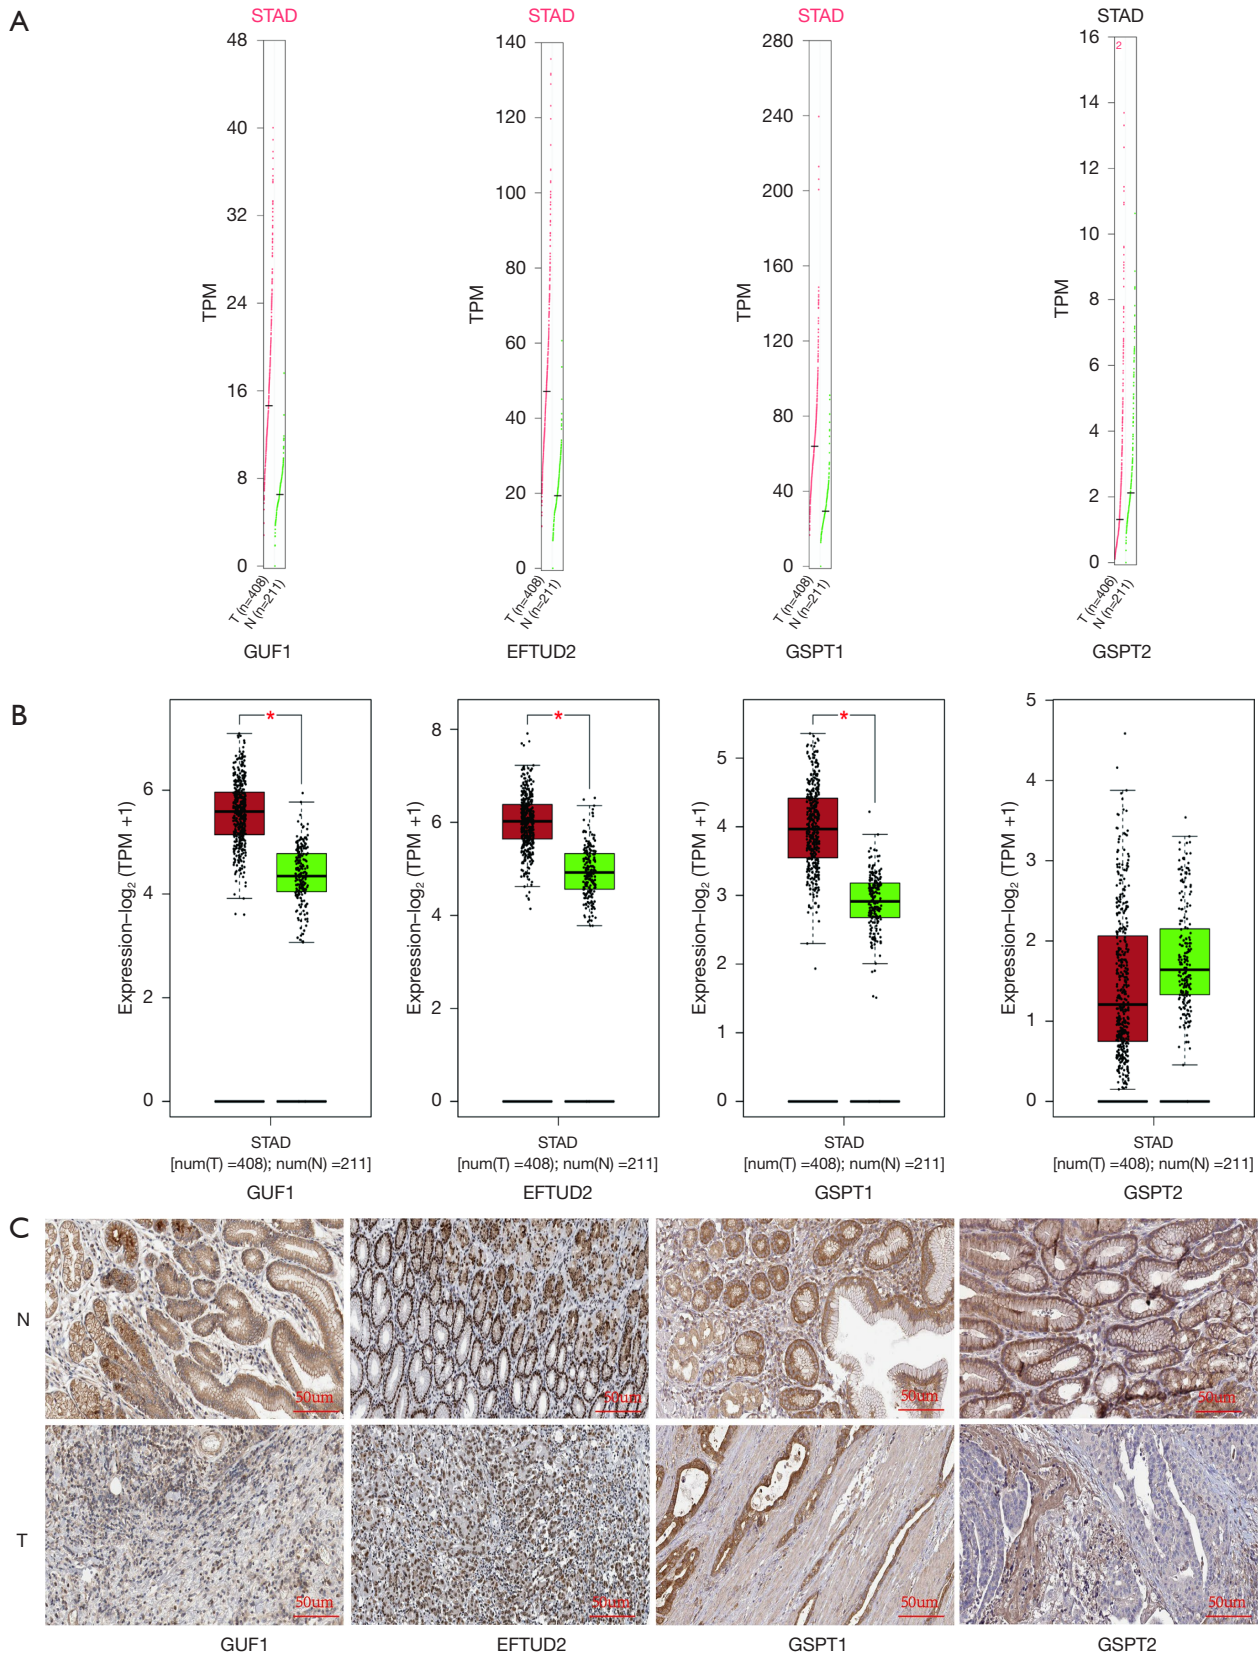 A
STAD
STAD
STAD
STAD
48
40
32
24
16
8
0
TPM
T (n=408)
N (n=211)
GUF1
140
120
100
80
60
40
20
0
TPM
T (n=408)
N (n=211)
EFTUD2
280
240
200
160
120
80
40
0
TPM
T (n=408)
N (n=211)
GSPT1
16
14
12
10
8
6
4
2
0
2
TPM
T (n=406)
N (n=211)
GSPT2
B
6
4
2
0
Expression–log2 (TPM +1)
*
STAD
[num(T) =408); num(N) =211]
GUF1
8
6
4
2
0
Expression–log2 (TPM +1)
*
STAD
[num(T) =408); num(N) =211]
EFTUD2
5
4
3
2
1
0
Expression–log2 (TPM +1)
*
STAD
[num(T) =408); num(N) =211]
GSPT1
5
4
3
2
1
0
Expression–log2 (TPM +1)
STAD
[num(T) =408); num(N) =211]
GSPT2
C
N
50um
50um
50um
50um
T
50um
50um
50um
50um
GUF1
EFTUD2
GSPT1
GSPT2